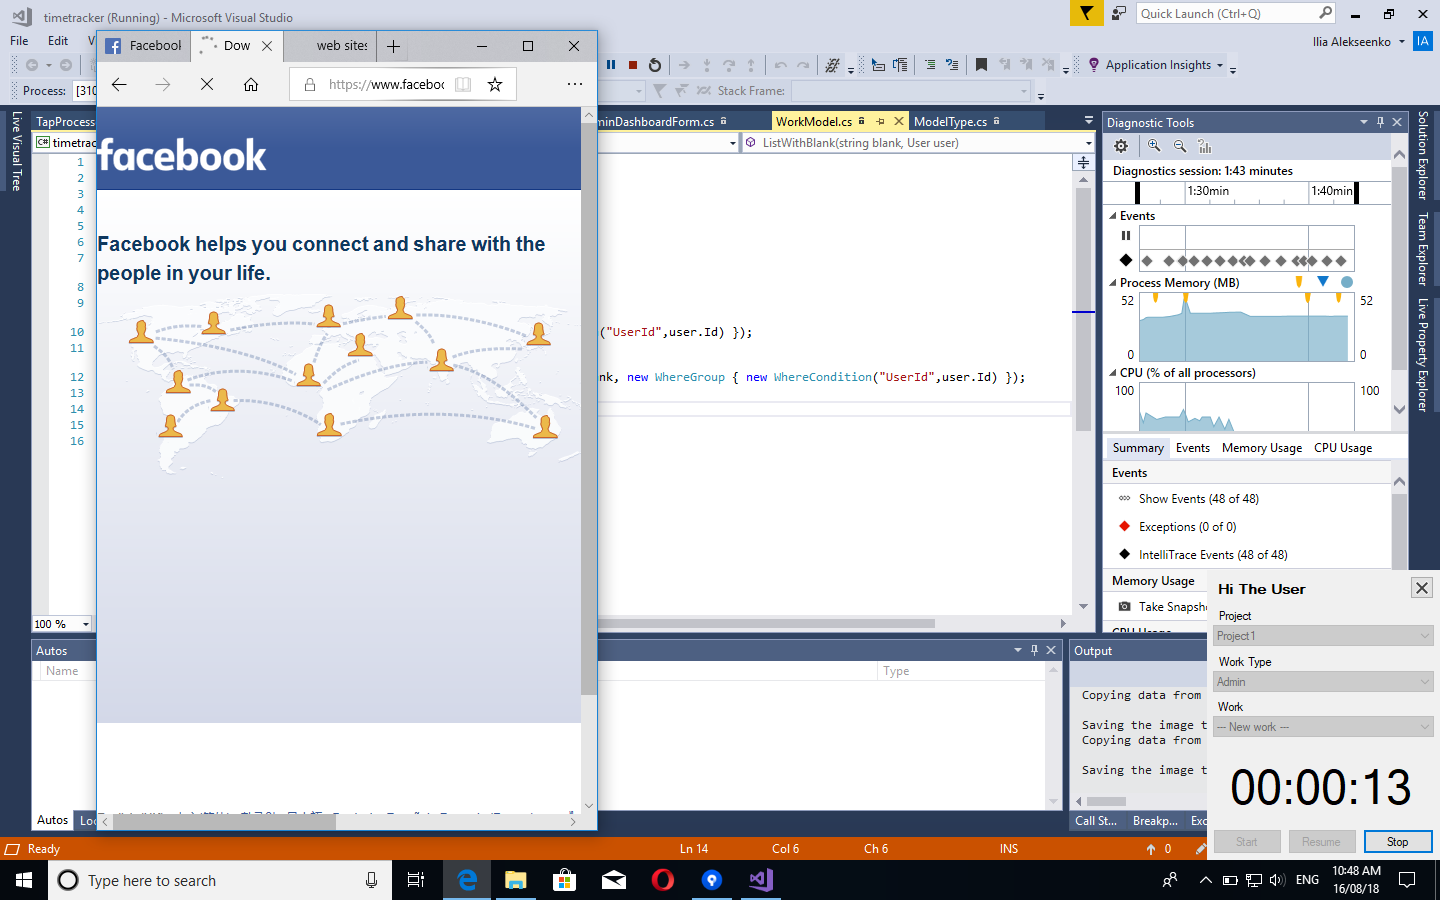 timetracker (Running) - Microsoft Visual Studio
Quick Launch (Ctrl+Q)
File Edit
Ilia Alekseenko
IA
Process: [310
Application Insights
Stack Frame:
Facebook
Dow
web sites
https://www.faceboo
Live Visual Tree
TapProcess
minDashboardForm.cs
WorkModel.cs
ModelType.cs
timetrac
ListWithBlank(string blank, User user)
facebook
Facebook helps you connect and share with the
people in your life.
1
2
3
4
5
6
7
8
9
10
11
12
13
14
15
16
("UserId",user.Id) });
nk, new WhereGroup { new WhereCondition("UserId",user.Id) });
100 %
Diagnostic Tools
Diagnostics session: 1:43 minutes
1:30min 1:40min
Events
Process Memory (MB)
52 52
0 0
CPU (% of all processors)
100 100
Summary Events Memory Usage CPU Usage
Events
Show Events (48 of 48)
Exceptions (0 of 0)
IntelliTrace Events (48 of 48)
Memory Usage
Take Snapsh
Solution Explorer
Team Explorer
Live Property Explorer
Autos
Name
Type
Autos Loc
Output
Copying data from
Saving the image t
Copying data from
Saving the image t
Call St... Breakp... Exc
Hi The User
Project
Project1
Work Type
Admin
Work
--- New work ---
00:00:13
Start Resume Stop
Ready
Ln 14 Col 6 Ch 6 INS
0
Type here to search
ENG
10:48 AM
16/08/18